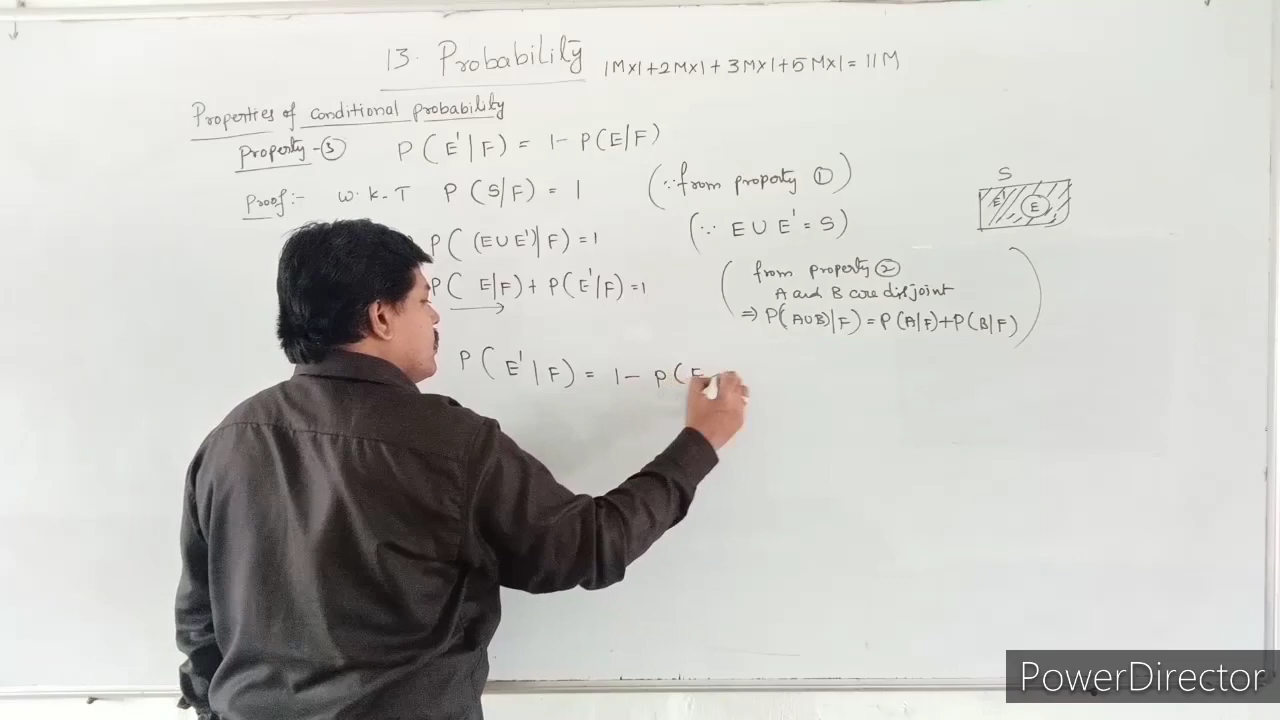 13. Probability 1M×1+2M×1+3M×1+5M×1=11M
Properties of conditional probability
Property-③ P(E'|F) = 1- P(E/F)
Proof:- W.K.T P(S/F) = 1 (∵ from property ①)
P((E∪E')|F)=1 (∵ E∪E'=S)
P(E|F)+P(E'|F)=1
(from property ②
A and B are disjoint
⇒ P(A∪B)|F)=P(A|F)+P(B|F))
P(E'|F) = 1- P(E
S
E' E
PowerDirector